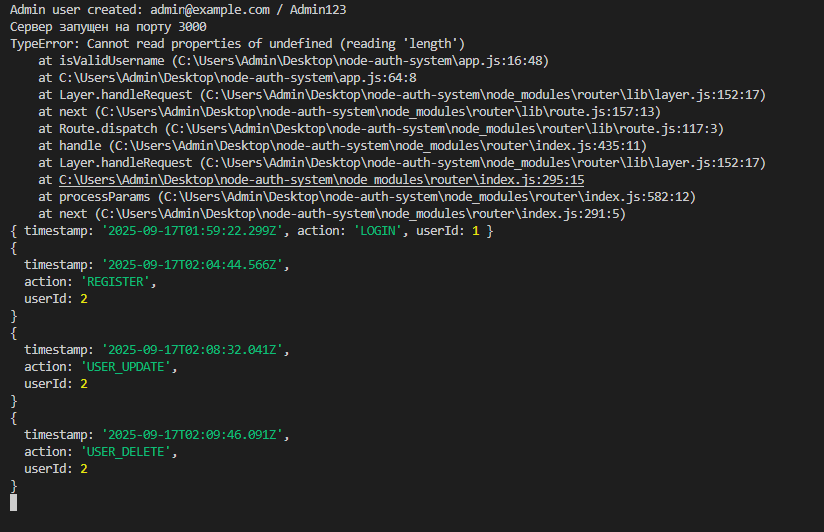 Admin user created: admin@example.com / Admin123
Сервер запущен на порту 3000
TypeError: Cannot read properties of undefined (reading 'length')
    at isValidUsername (C:\Users\Admin\Desktop\node-auth-system\app.js:16:48)
    at C:\Users\Admin\Desktop\node-auth-system\app.js:64:8
    at Layer.handleRequest (C:\Users\Admin\Desktop\node-auth-system\node_modules\router\lib\layer.js:152:17)
    at next (C:\Users\Admin\Desktop\node-auth-system\node_modules\router\lib\route.js:157:13)
    at Route.dispatch (C:\Users\Admin\Desktop\node-auth-system\node_modules\router\lib\route.js:117:3)
    at handle (C:\Users\Admin\Desktop\node-auth-system\node_modules\router\index.js:435:11)
    at Layer.handleRequest (C:\Users\Admin\Desktop\node-auth-system\node_modules\router\lib\layer.js:152:17)
    at C:\Users\Admin\Desktop\node-auth-system\node_modules\router\index.js:295:15
    at processParams (C:\Users\Admin\Desktop\node-auth-system\node_modules\router\index.js:582:12)
    at next (C:\Users\Admin\Desktop\node-auth-system\node_modules\router\index.js:291:5)
{ timestamp: '2025-09-17T01:59:22.299Z', action: 'LOGIN', userId: 1 }
{
  timestamp: '2025-09-17T02:04:44.566Z',
  action: 'REGISTER',
  userId: 2
}
{
  timestamp: '2025-09-17T02:08:32.041Z',
  action: 'USER_UPDATE',
  userId: 2
}
{
  timestamp: '2025-09-17T02:09:46.091Z',
  action: 'USER_DELETE',
  userId: 2
}